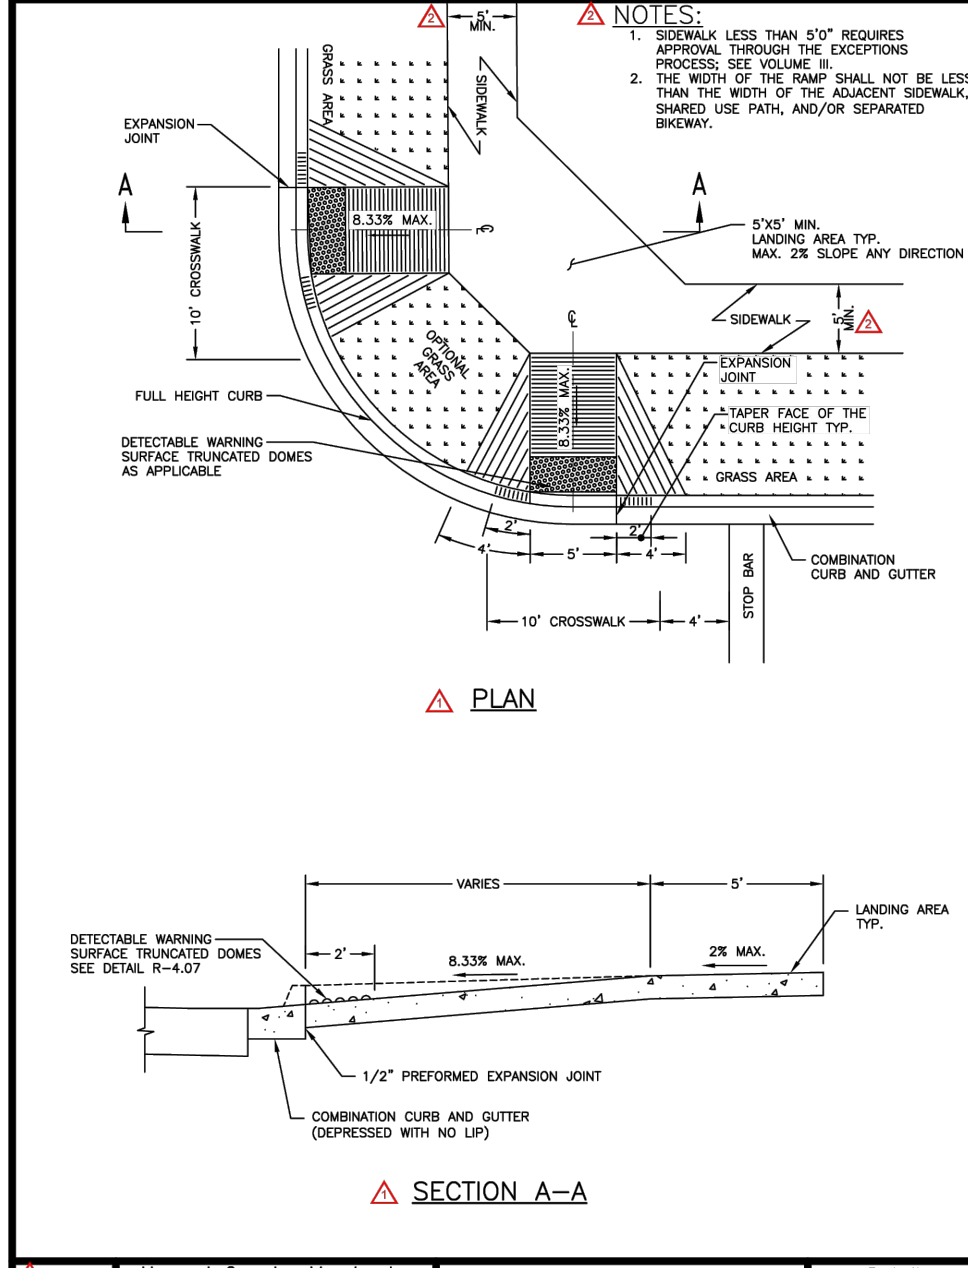 2
5'
MIN.
2
NOTES:
1. SIDEWALK LESS THAN 5'0" REQUIRES
APPROVAL THROUGH THE EXCEPTIONS
PROCESS; SEE VOLUME III.
2. THE WIDTH OF THE RAMP SHALL NOT BE LESS
THAN THE WIDTH OF THE ADJACENT SIDEWALK,
SHARED USE PATH, AND/OR SEPARATED
BIKEWAY.
GRASS AREA
SIDEWALK
EXPANSION
JOINT
A
A
8.33% MAX.
℄
10' CROSSWALK
5'X5' MIN.
LANDING AREA TYP.
MAX. 2% SLOPE ANY DIRECTION
℄
SIDEWALK
5'
MIN.
2
OPTIONAL
GRASS
AREA
EXPANSION
JOINT
8.33% MAX.
FULL HEIGHT CURB
TAPER FACE OF THE
CURB HEIGHT TYP.
DETECTABLE WARNING
SURFACE TRUNCATED DOMES
AS APPLICABLE
GRASS AREA
2'
2'
4'
5'
4'
COMBINATION
CURB AND GUTTER
STOP BAR
10' CROSSWALK
4'
1
PLAN
VARIES
5'
LANDING AREA
TYP.
DETECTABLE WARNING
SURFACE TRUNCATED DOMES
SEE DETAIL R-4.07
2'
8.33% MAX.
2% MAX.
1/2" PREFORMED EXPANSION JOINT
COMBINATION CURB AND GUTTER
(DEPRESSED WITH NO LIP)
1
SECTION A-A